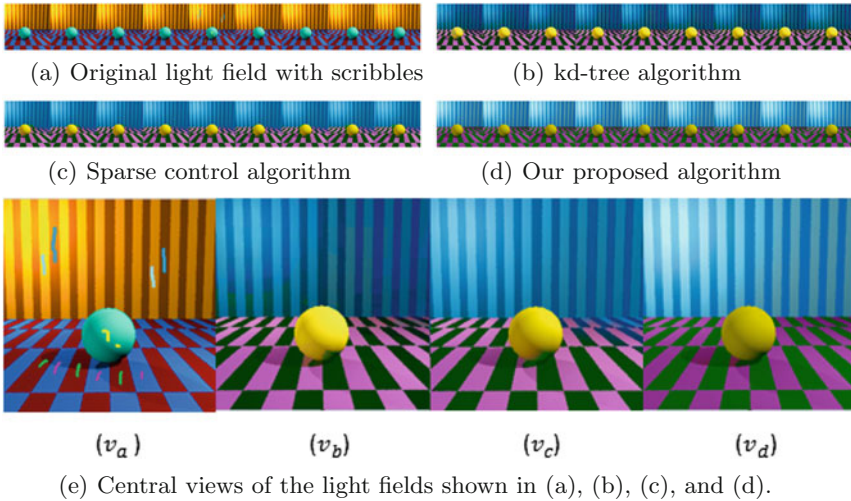 (a) Original light field with scribbles
(b) kd-tree algorithm
(c) Sparse control algorithm
(d) Our proposed algorithm
(v_a)
(v_b)
(v_c)
(v_d)
(e) Central views of the light fields shown in (a), (b), (c), and (d).